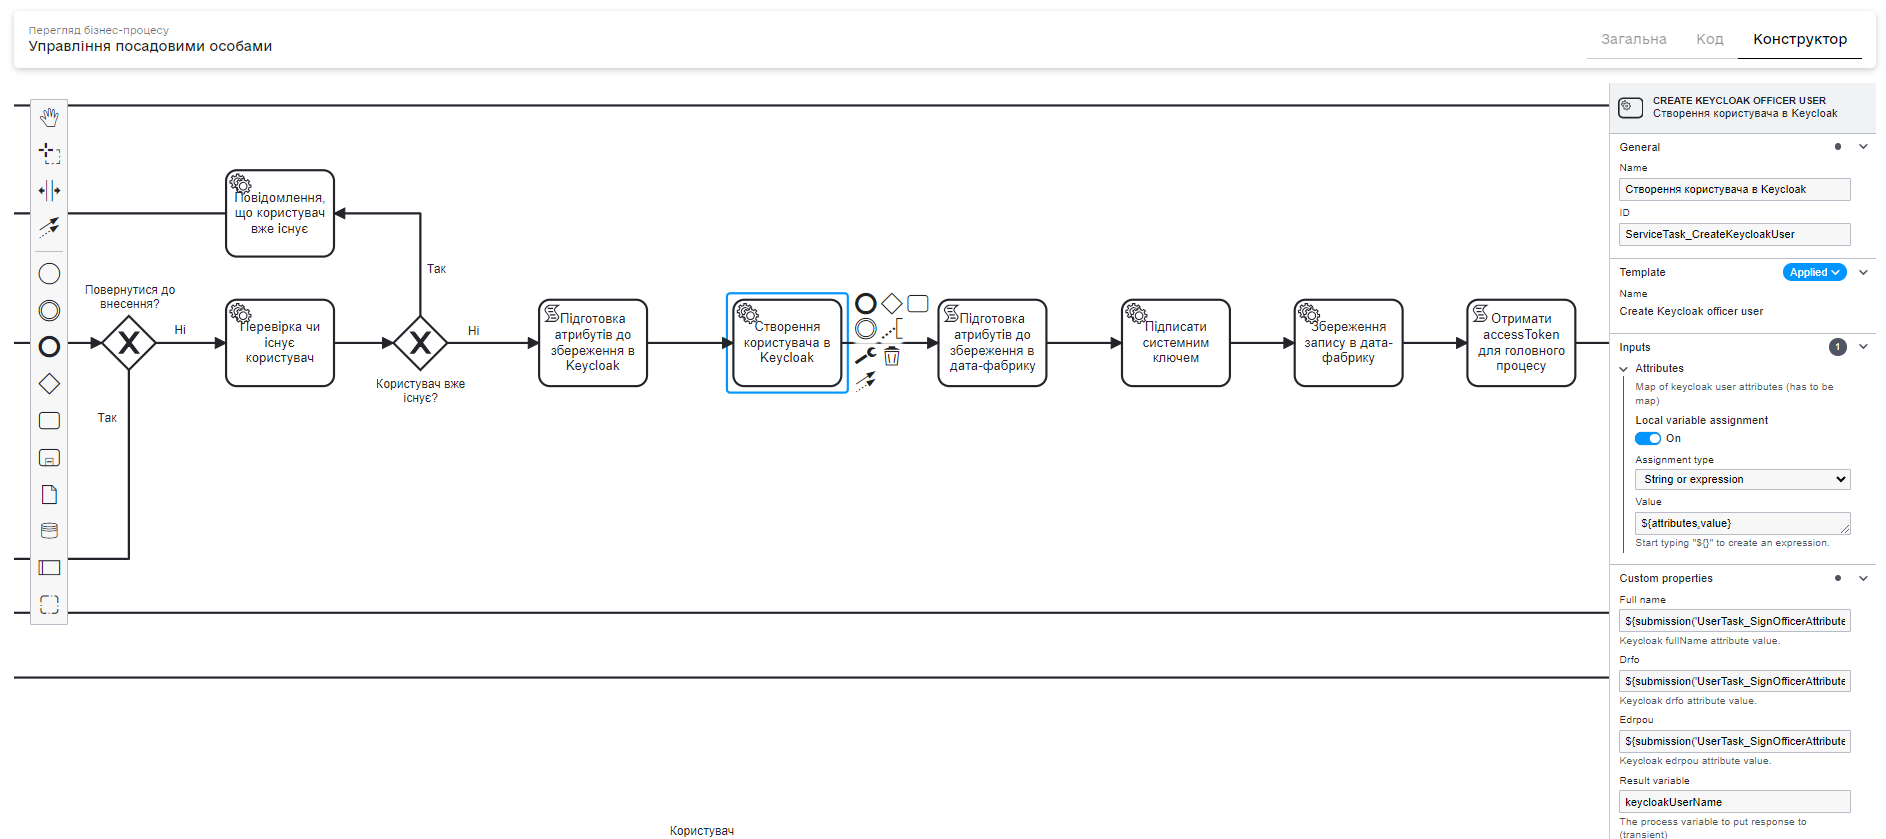 Перегляд бізнес-процесу
Управління посадовими особами
Загальна
Код
Конструктор
Повідомлення,
що користувач
вже існує
Так
Повернутися до
внесення?
Ні
Перевірка чи
існує
користувач
Користувач вже
існує?
Ні
Так
Підготовка
атрибутів до
збереження в
Keycloak
Створення
користувача в
Keycloak
Підготовка
атрибутів до
збереження в
дата-фабрику
Підписати
системним
ключем
Збереження
запису в дата-
фабрику
Отримати
accessToken
для головного
процесу
Користувач
CREATE KEYCLOAK OFFICER USER
Створення користувача в Keycloak
General
Name
Створення користувача в Keycloak
ID
ServiceTask_CreateKeycloakUser
Template
Applied
Name
Create Keycloak officer user
Inputs
1
Attributes
Map of keycloak user attributes (has to be
map)
Local variable assignment
On
Assignment type
String or expression
Value
${attributes.value}
Start typing "${}" to create an expression.
Custom properties
Full name
${submission('UserTask_SignOfficerAttribute
Keycloak fullName attribute value.
Drfo
${submission('UserTask_SignOfficerAttribute
Keycloak drfo attribute value.
Edrpou
${submission('UserTask_SignOfficerAttribute
Keycloak edrpou attribute value.
Result variable
keycloakUserName
The process variable to put response to
(transient)